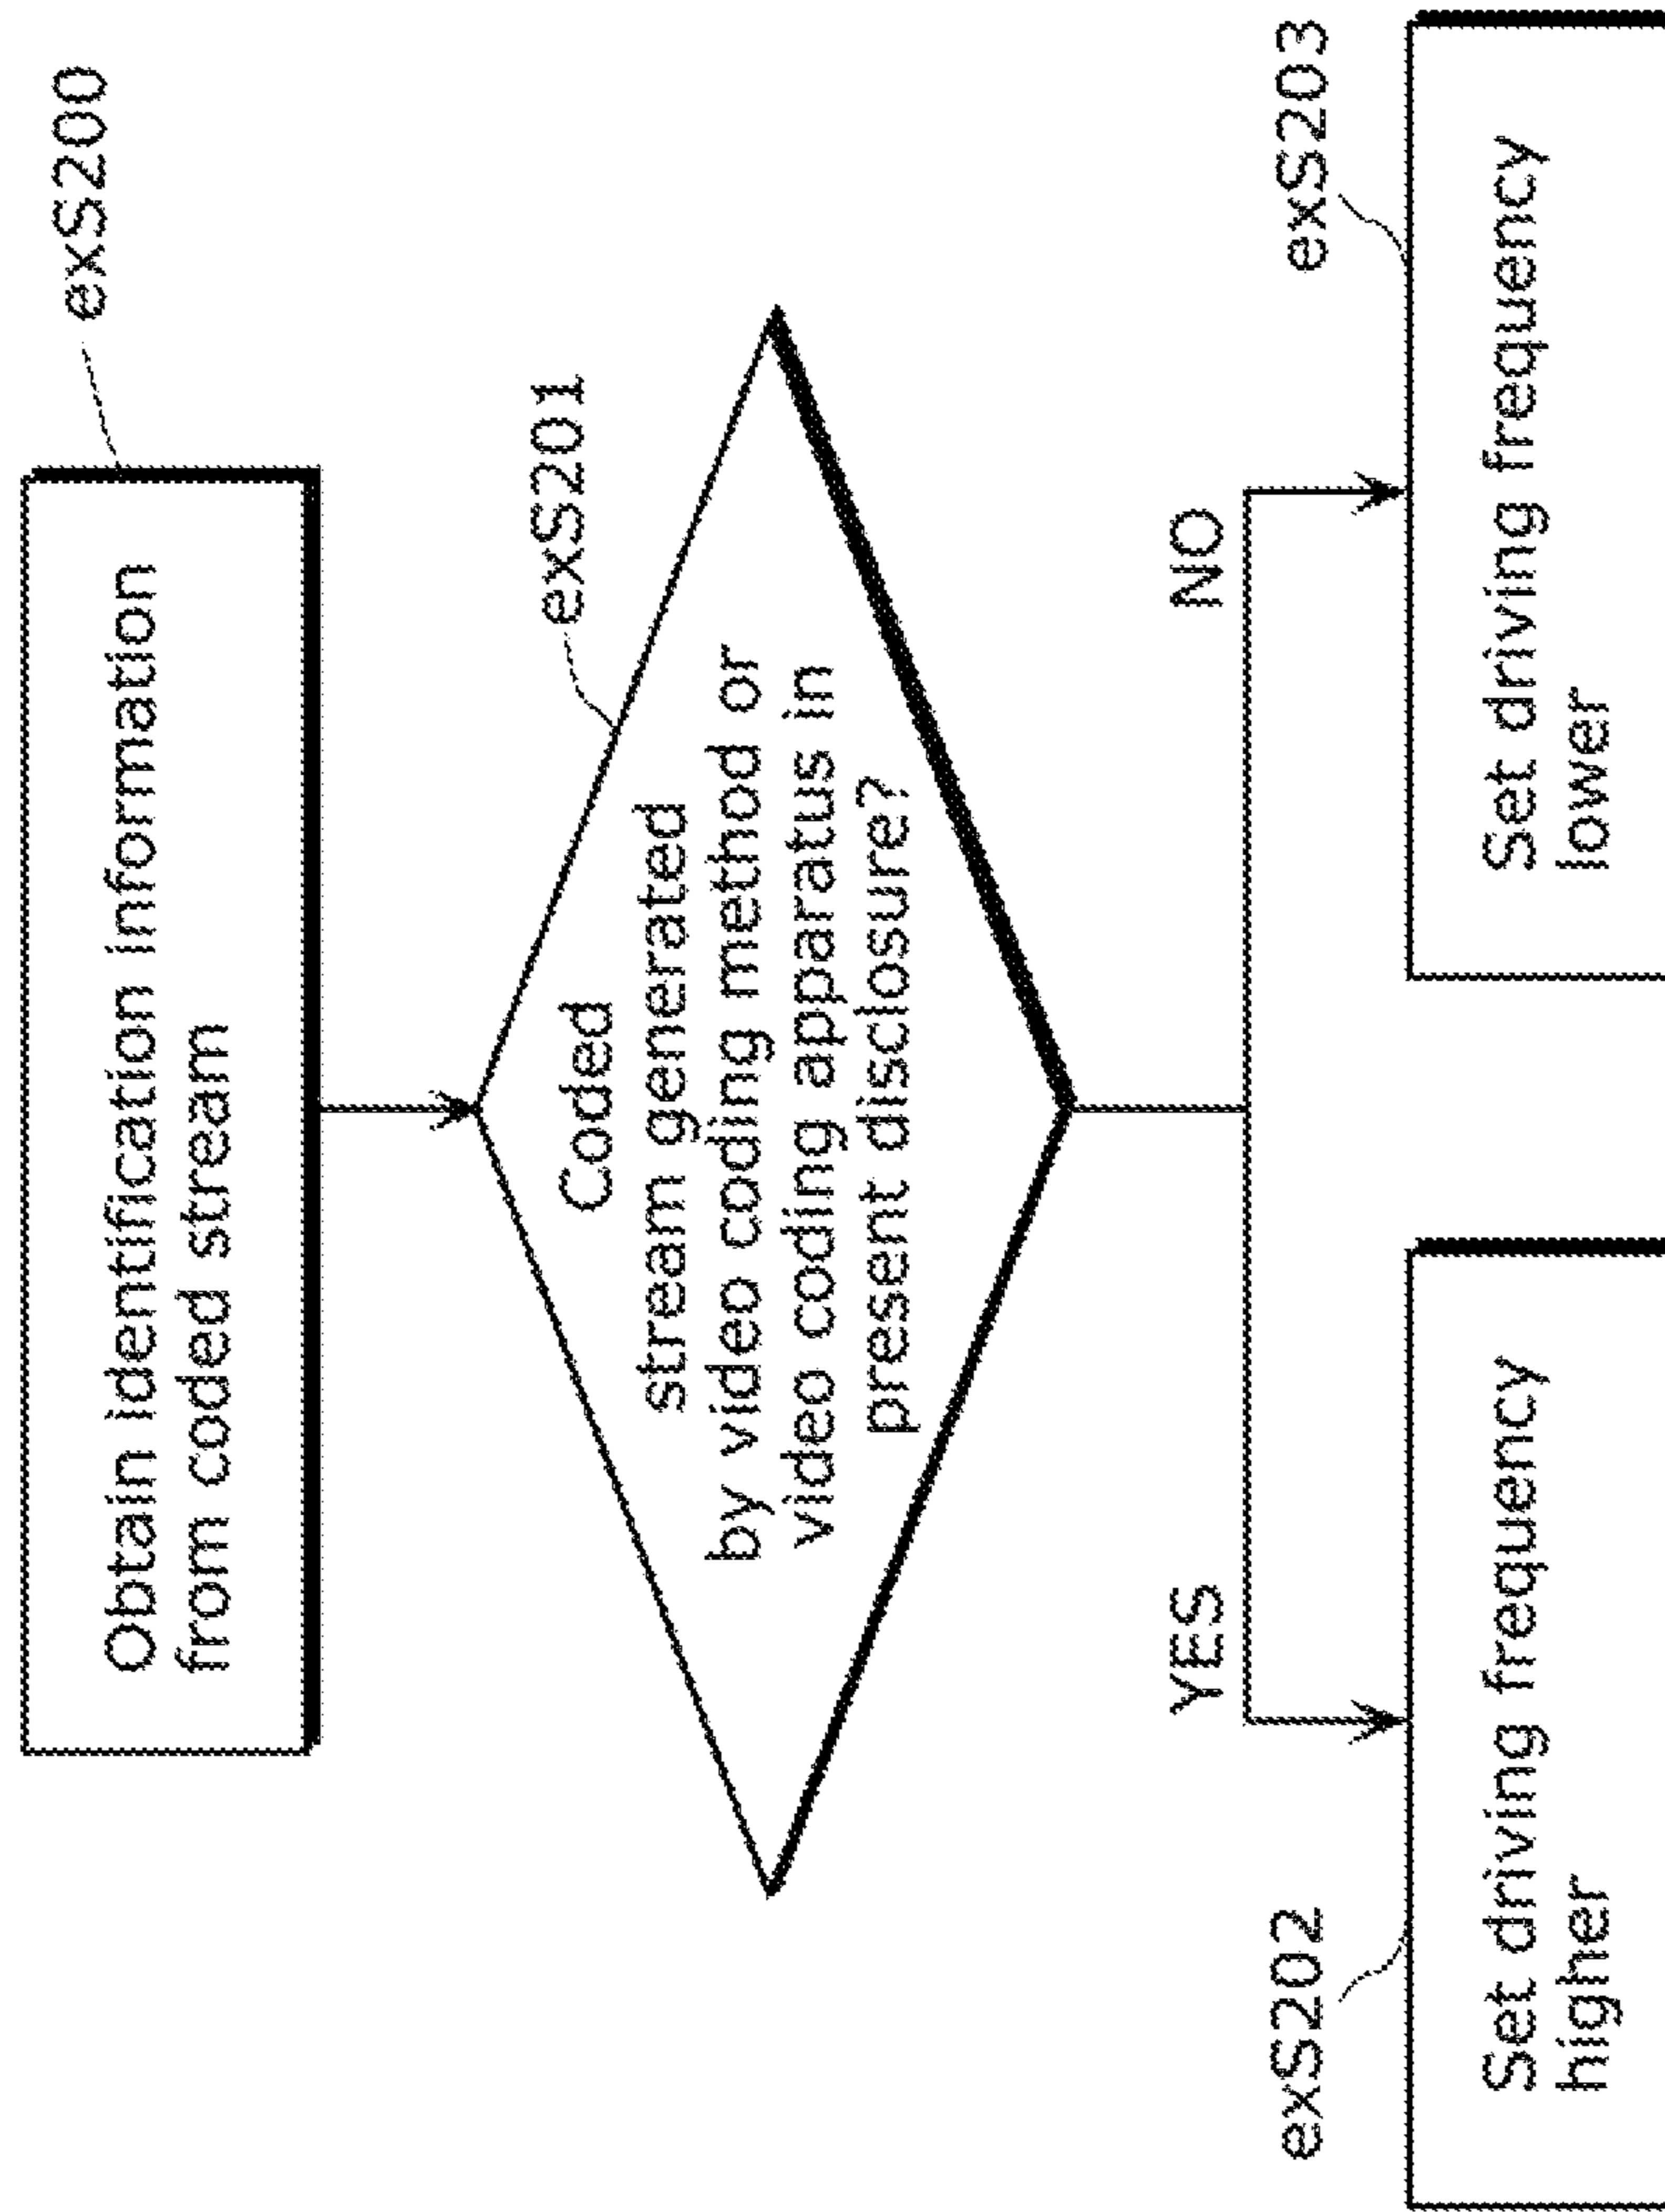 exS200
Obtain identification information
from coded stream
exS201
Coded
stream generated
by video coding method or
video coding apparatus in
present disclosure?
YES
NO
exS202
exS203
Set driving frequency
higher
Set driving frequency
lower